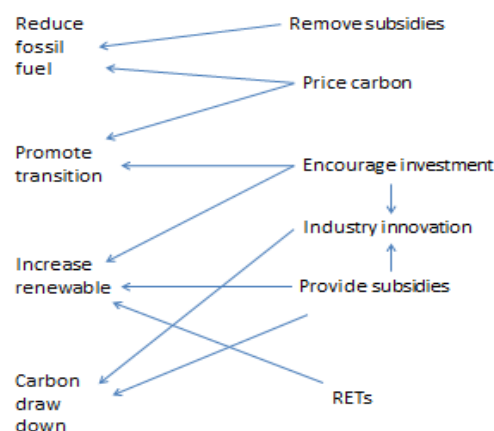 Reduce
fossil
fuel
Remove subsidies
Price carbon
Promote
transition
Encourage investment
Industry innovation
Increase
renewable
Provide subsidies
Carbon
draw
down
RETs